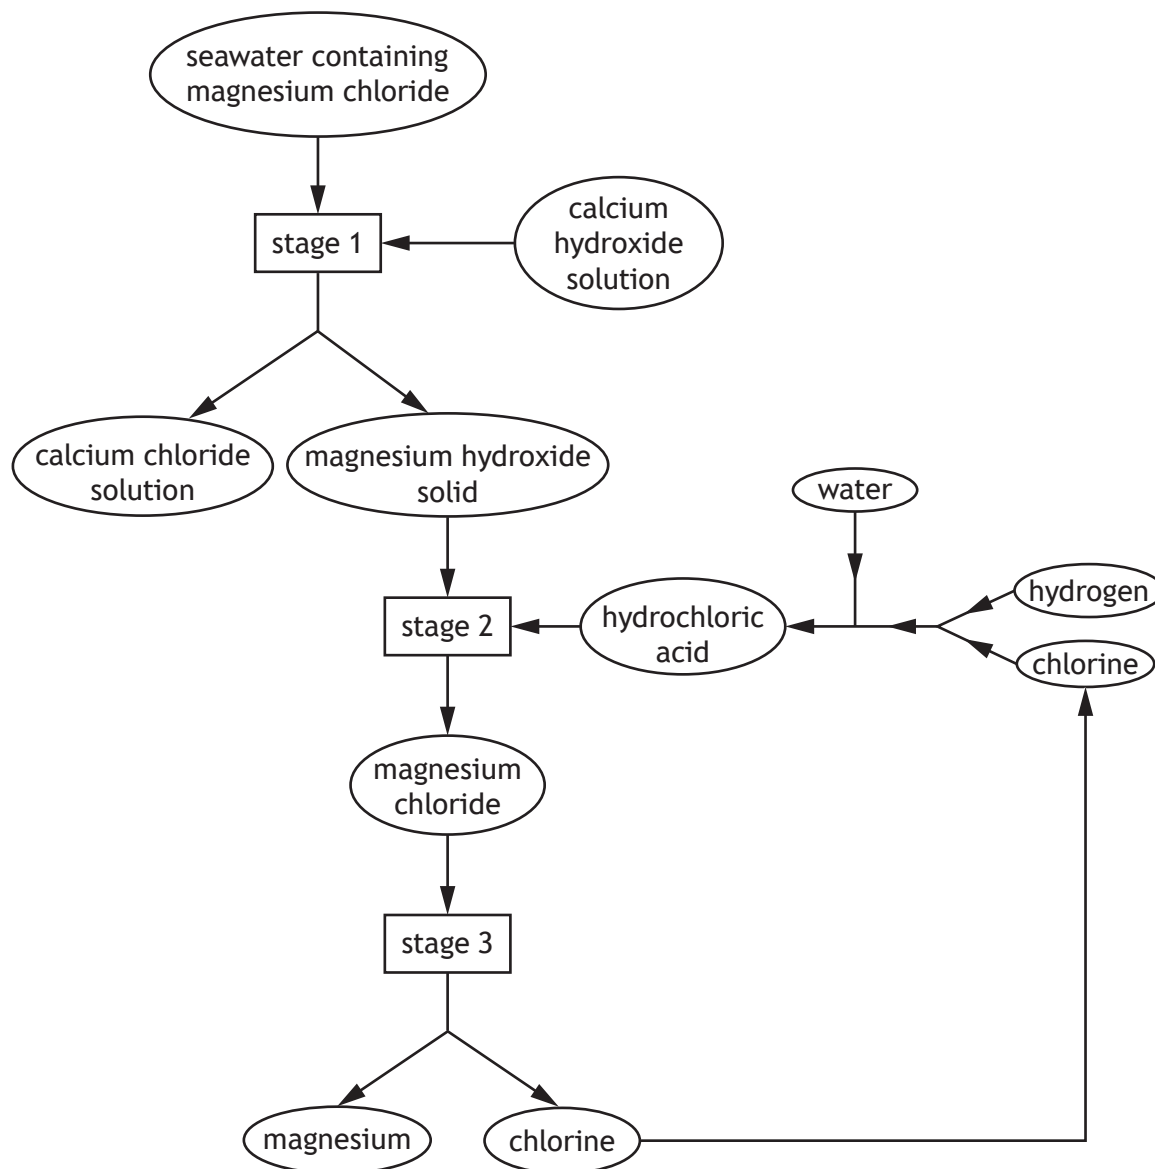 seawater containing
magnesium chloride
stage 1
calcium
hydroxide
solution
calcium chloride
solution
magnesium hydroxide
solid
water
hydrogen
stage 2
hydrochloric
acid
chlorine
magnesium
chloride
stage 3
magnesium
chlorine